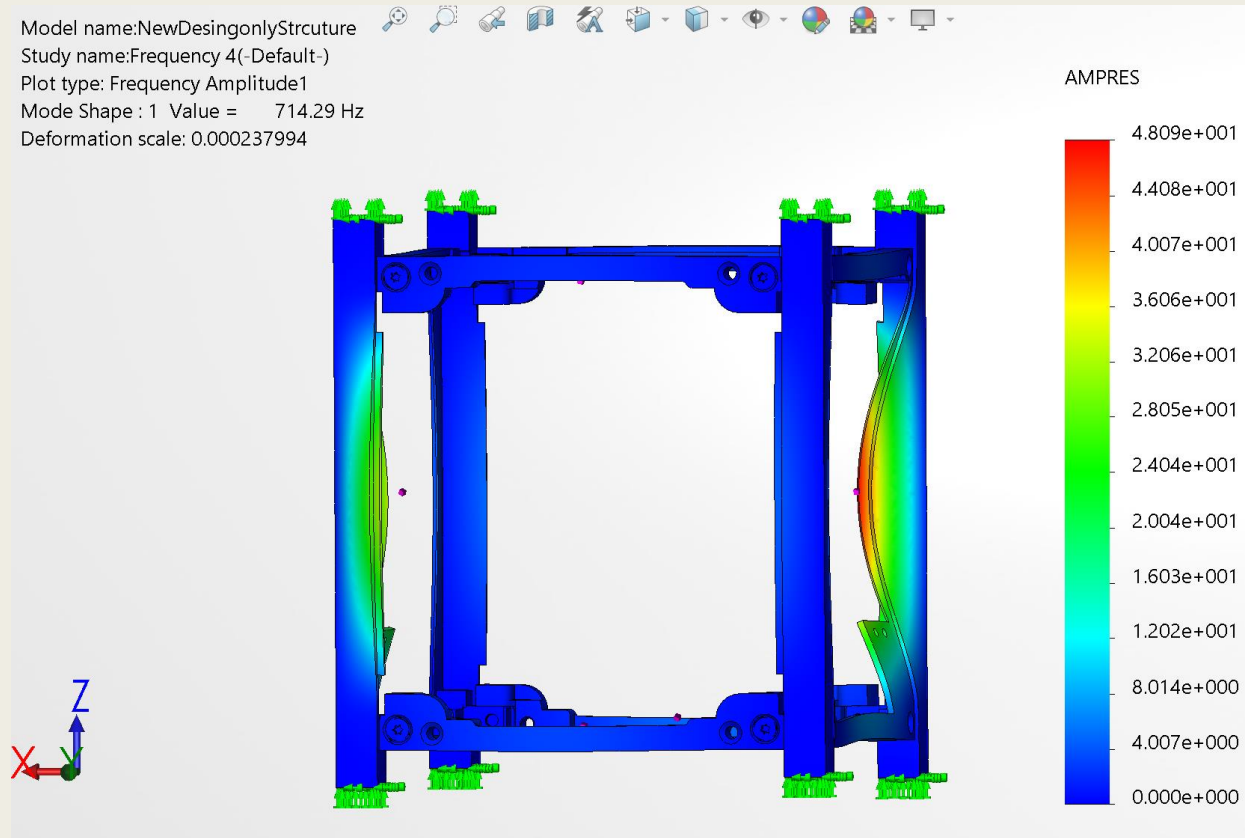 Model name:NewDesingonlyStrcuture
Study name:Frequency 4(-Default-)
Plot type: Frequency Amplitude1
Mode Shape : 1 Value = 714.29 Hz
Deformation scale: 0.000237994
AMPRES
4.809e+001
4.408e+001
4.007e+001
3.606e+001
3.206e+001
2.805e+001
2.404e+001
2.004e+001
1.603e+001
1.202e+001
8.014e+000
4.007e+000
0.000e+000
Z
X
Y